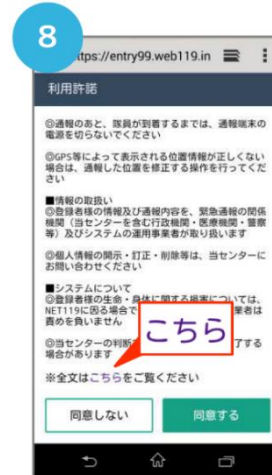 8
ttps://entry99.web119.in
利用許諾
◎通報のあと、隊員が到着するまでは、通報端末の
電源を切らないでください
◎GPS等によって表示される位置情報が正しくない
場合は、通報した位置を修正する操作を行ってくだ
さい
■情報の取扱い
◎登録者様の情報及び通報内容を、緊急通報の関係
機関（当センターを含む行政機関・医療機関・警察
等）及びシステムの運用事業者が取り扱います
◎個人情報の開示・訂正・削除等は、当センターに
お問い合わせください
■システムについて
◎登録者様の生命・身体に関する損害については、
NET119に因る場合で 業者は
責めを負いません
こちら
◎当センターの判断 了する
場合があります
※全文はこちらをご覧ください
同意しない
同意する